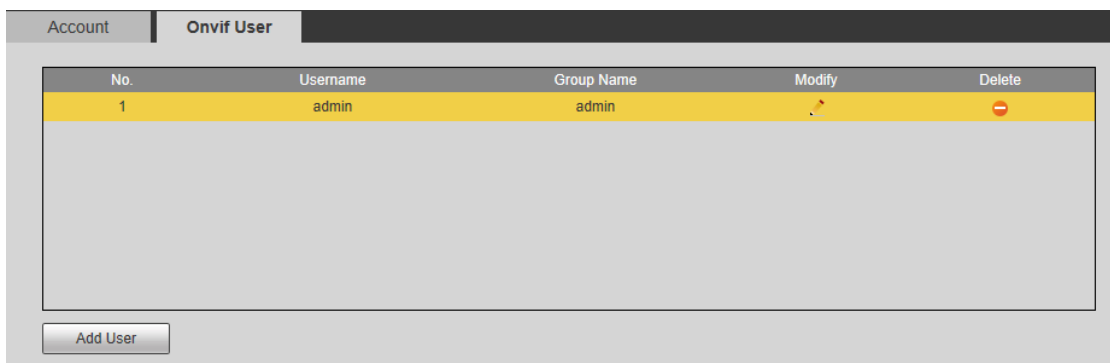 Account Onvif User
No. Username Group Name Modify Delete
1 admin admin
Add User